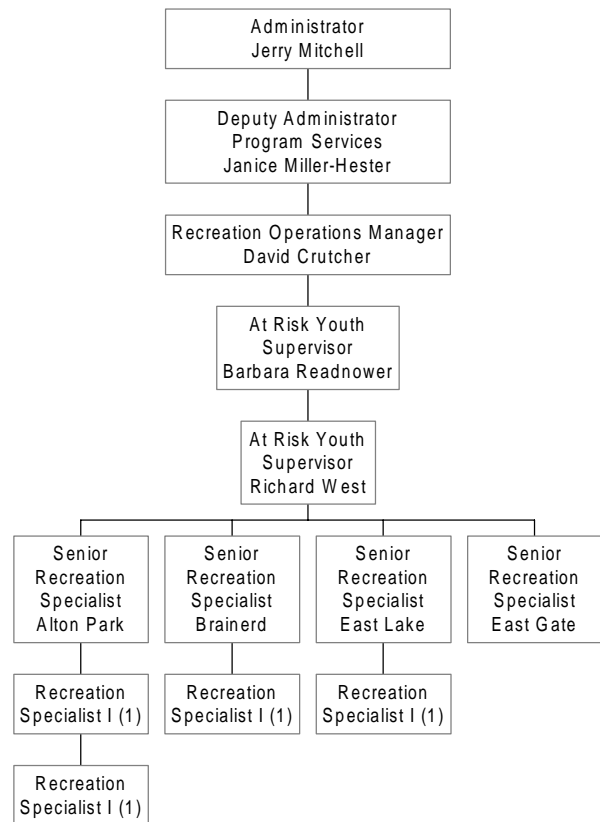 Administrator
Jerry Mitchell
Deputy Administrator
Program Services
Janice Miller-Hester
Recreation Operations Manager
David Crutcher
At Risk Youth
Supervisor
Barbara Readnower
At Risk Youth
Supervisor
Richard West
Senior
Recreation
Specialist
Alton Park
Senior
Recreation
Specialist
Brainerd
Senior
Recreation
Specialist
East Lake
Senior
Recreation
Specialist
East Gate
Recreation
Specialist I (1)
Recreation
Specialist I (1)
Recreation
Specialist I (1)
Recreation
Specialist I (1)